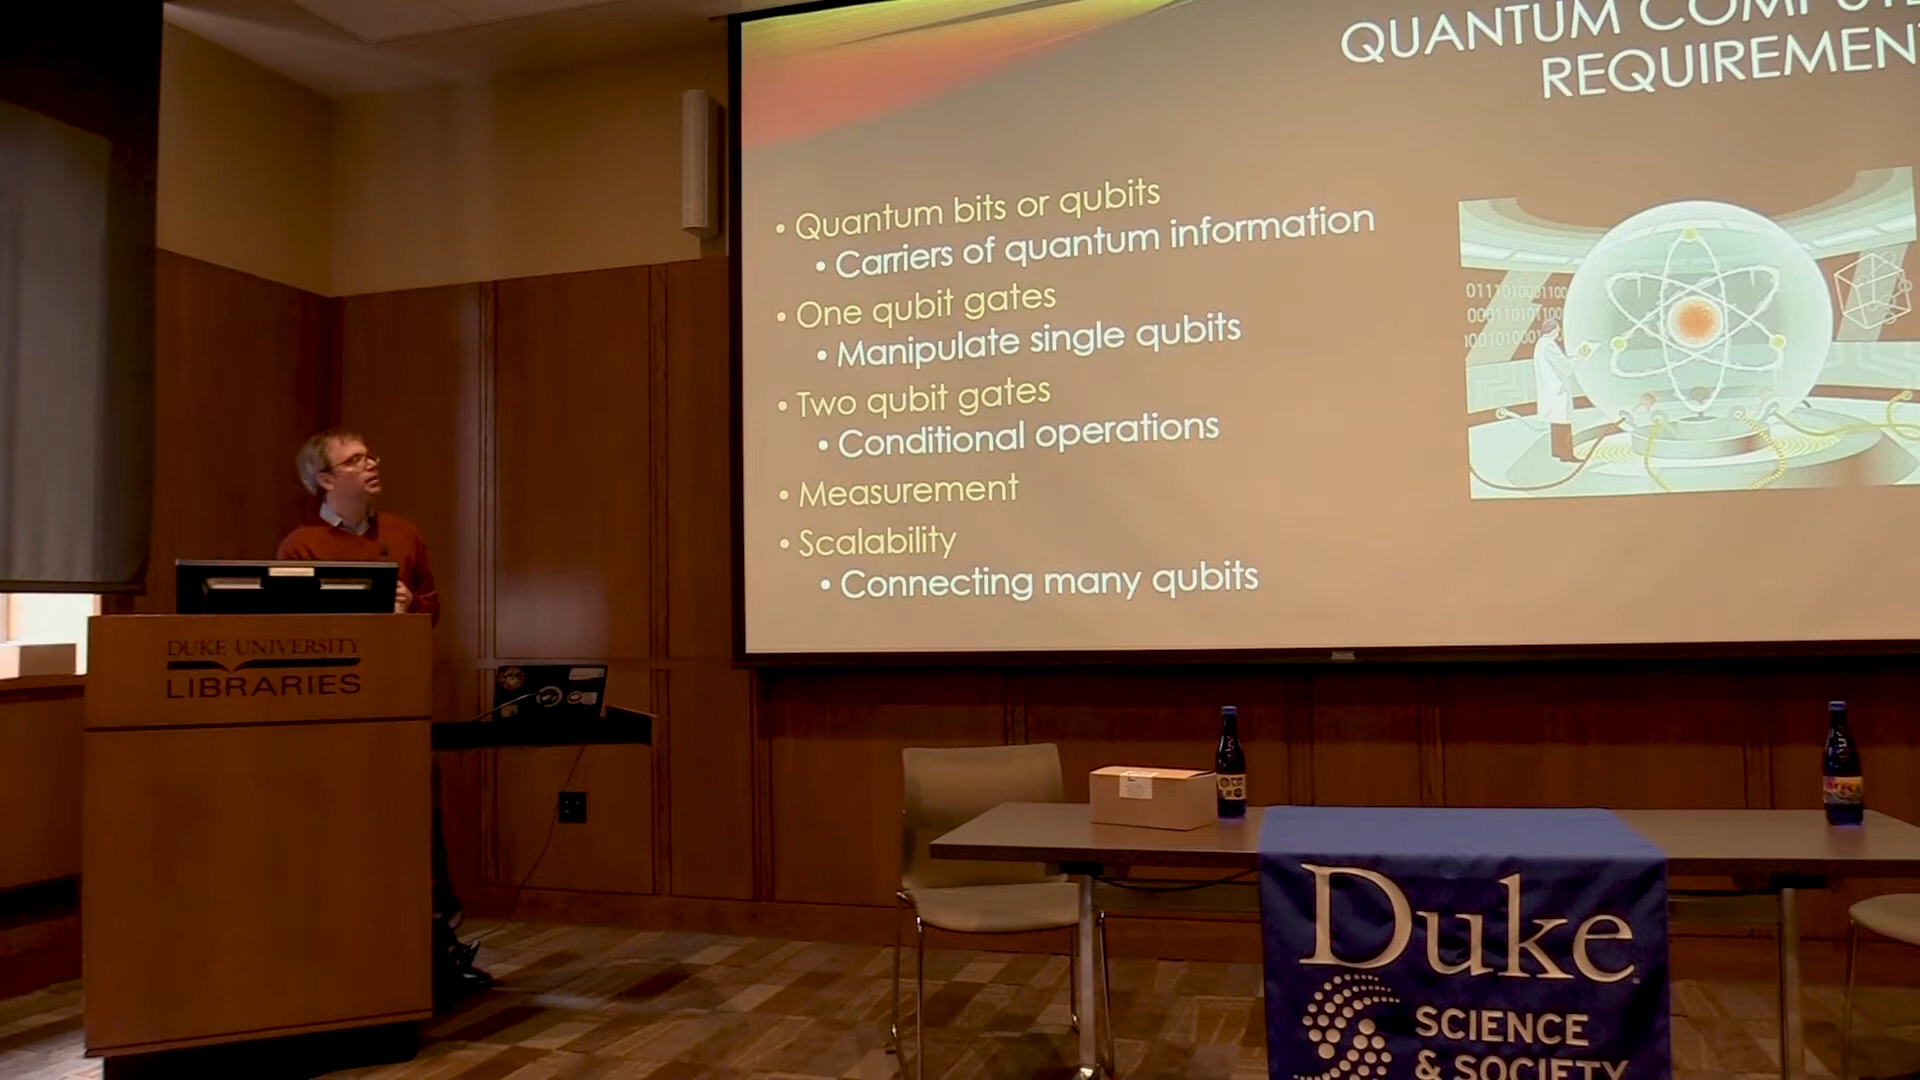 QUANTUM
REQUIREMEN
• Quantum bits or qubits
• Carriers of quantum information
• One qubit gates
• Manipulate single qubits
• Two qubit gates
• Conditional operations
• Measurement
• Scalability
• Connecting many qubits
DUKE UNIVERSITY
LIBRARIES
Duke
SCIENCE
& SOCIETY